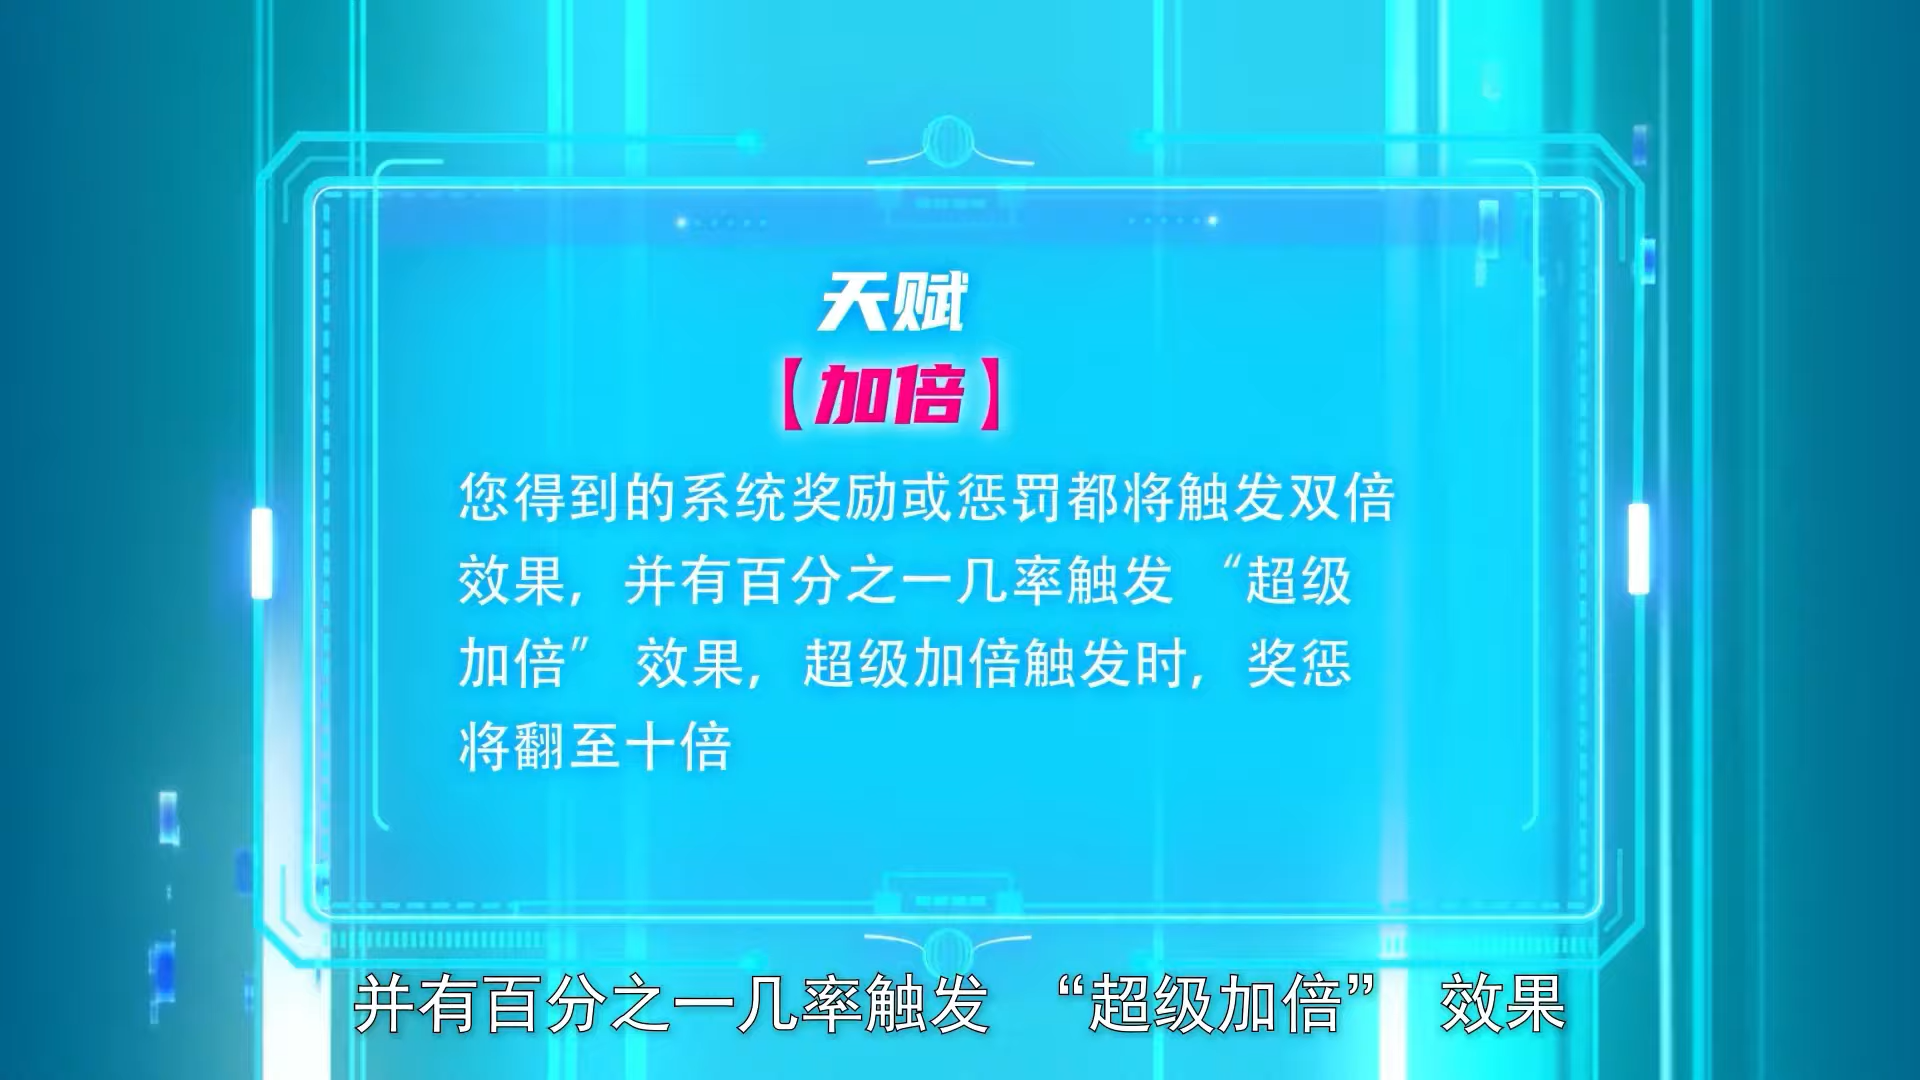 天赋
【加倍】
您得到的系统奖励或惩罚都将触发双倍
效果，并有百分之一几率触发 “超级
加倍” 效果，超级加倍触发时，奖惩
将翻至十倍
并有百分之一几率触发 “超级加倍” 效果